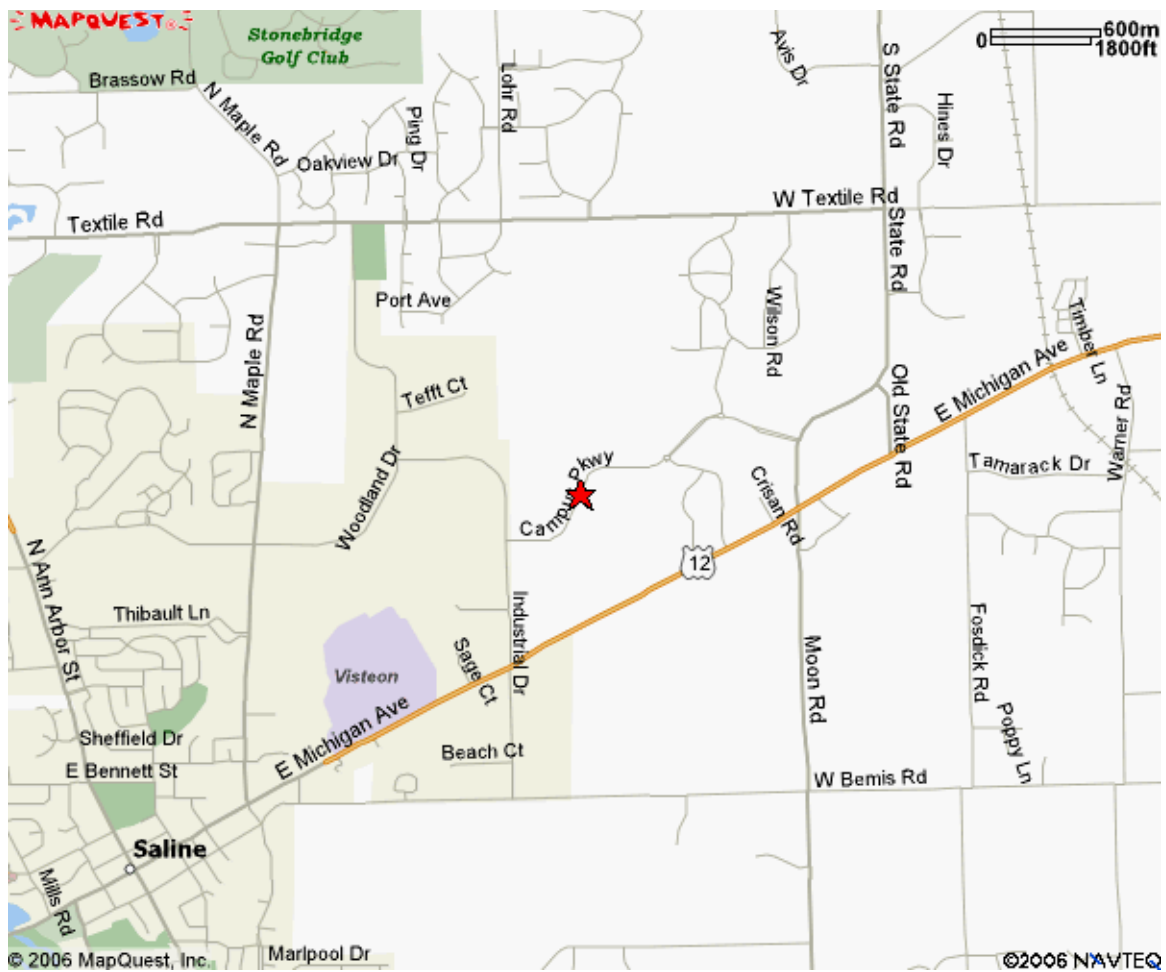 MAPQUEST®
Stonebridge
Golf Club
Brassow Rd
N Maple Rd
Ping Dr
Lohr Rd
Avis Dr
S State Rd
0 600m
1800ft
Hines Dr
Oakview Dr
W Textile Rd
Textile Rd
State Rd
Port Ave
N Maple Rd
Wilson Rd
Timber Ln
Tefft Ct
Old State Rd
E Michigan Ave
Warner Rd
Woodland Dr
Pkwy
Crisan Rd
Tamarack Dr
12
N Ann Arbor St
Thibault Ln
Industrial Dr
Sage Ct
Visteon
Moon Rd
Fosdick Rd
Poppy Ln
Sheffield Dr
E Michigan Ave
Beach Ct
E Bennett St
W Bemis Rd
Saline
Mills Rd
Marlpool Dr
© 2006 MapQuest, Inc.
©2006 NAVTEQ